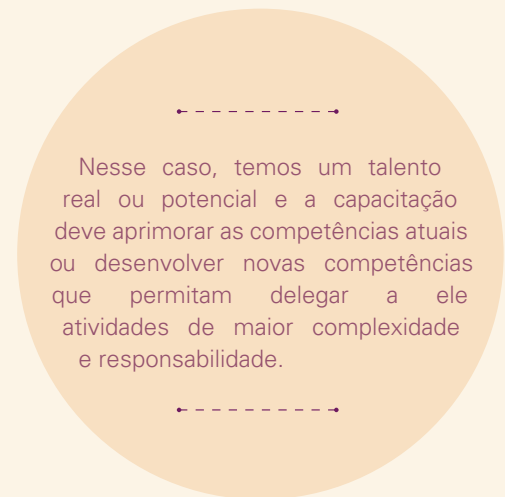 Nesse caso, temos um talento
real ou potencial e a capacitação
deve aprimorar as competências atuais
ou desenvolver novas competências
que permitam delegar a ele
atividades de maior complexidade
e responsabilidade.